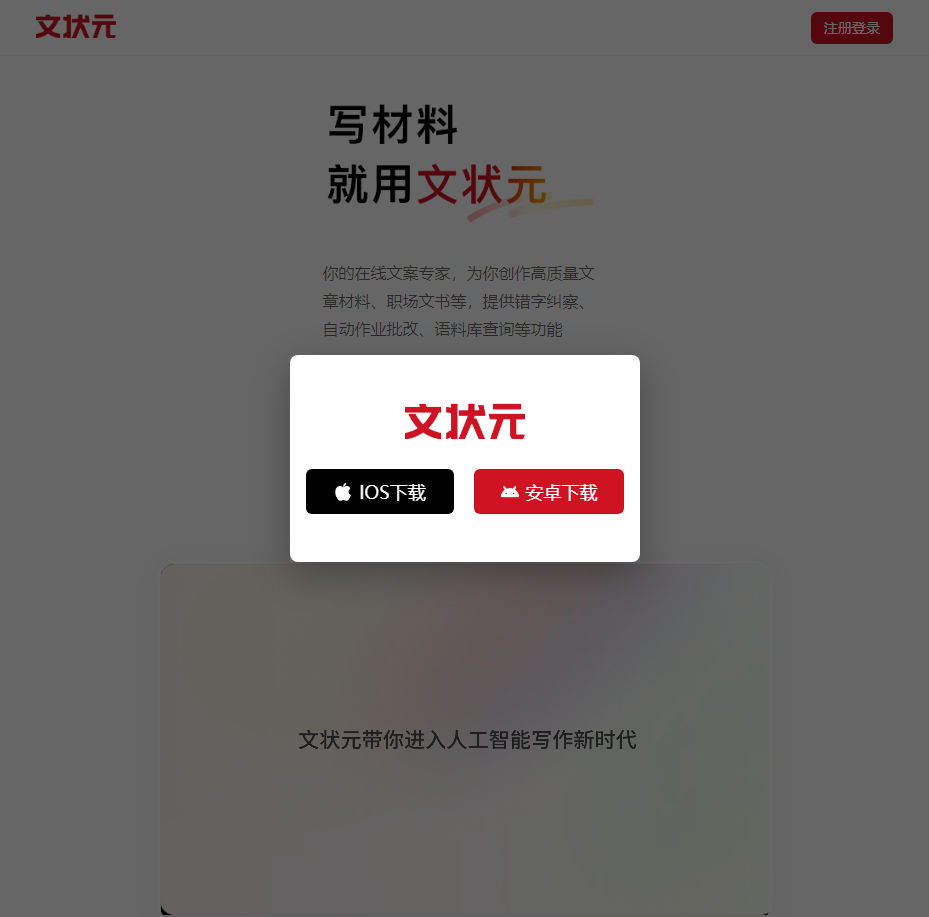 文状元
注册登录
写材料
就用文状元
你的在线文案专家，为你创作高质量文
章材料、职场文书等，提供错字纠察、
自动作业批改、语料库查询等功能
文状元
IOS下载
安卓下载
文状元带你进入人工智能写作新时代